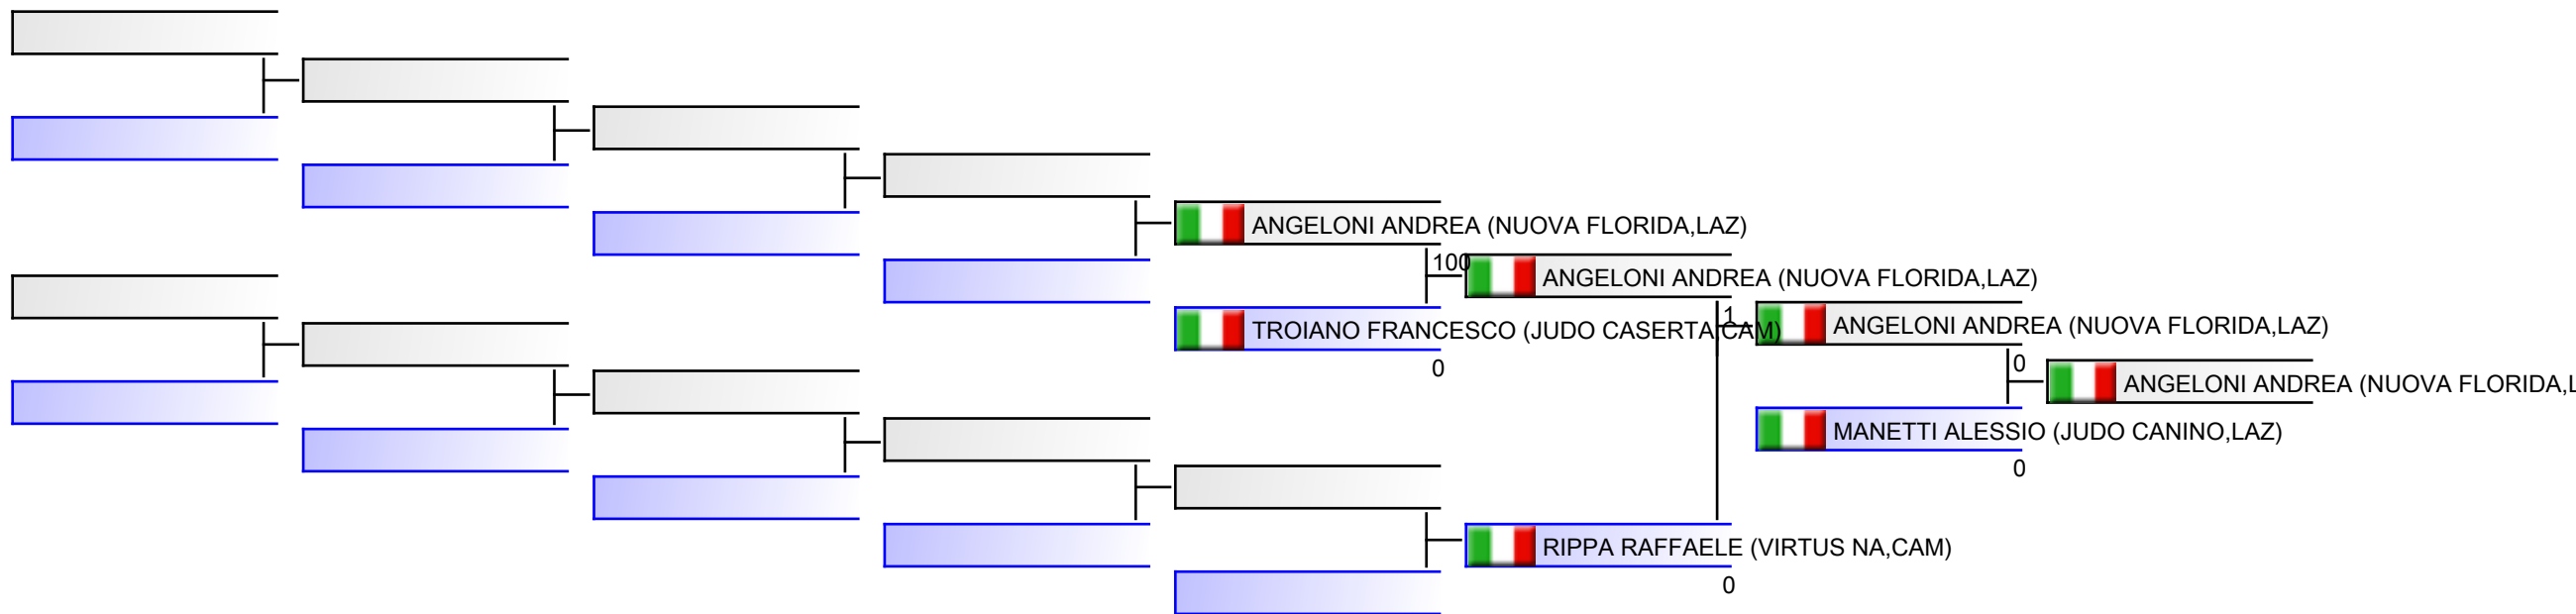 ANGELONI ANDREA (NUOVA FLORIDA,LAZ)
100
ANGELONI ANDREA (NUOVA FLORIDA,LAZ)
TROIANO FRANCESCO (JUDO CASERTA,CAM)
0
1
ANGELONI ANDREA (NUOVA FLORIDA,LAZ)
0
ANGELONI ANDREA (NUOVA FLORIDA,L
MANETTI ALESSIO (JUDO CANINO,LAZ)
0
RIPPA RAFFAELE (VIRTUS NA,CAM)
0